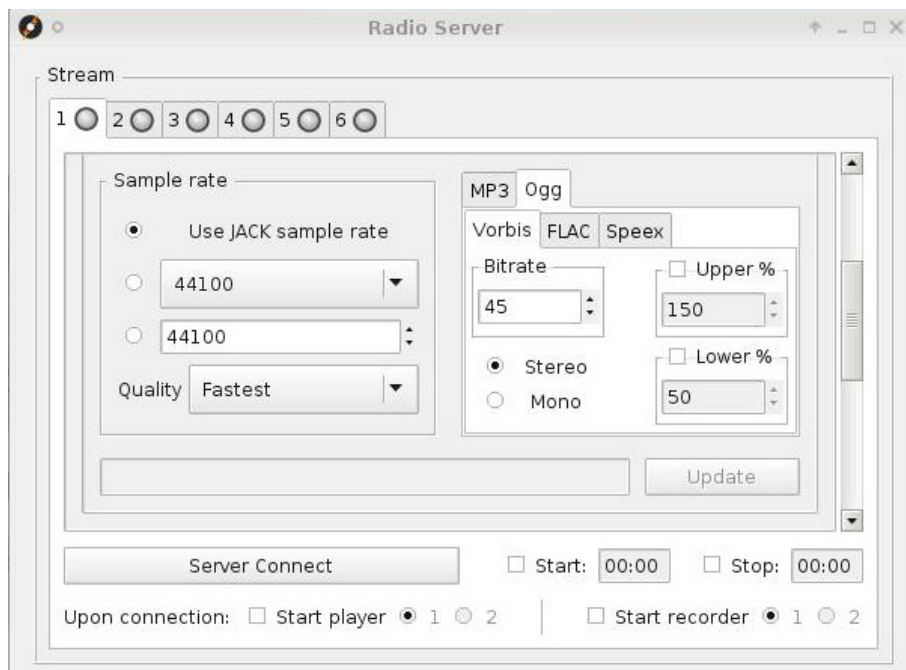 Radio Server
Stream
1 2 3 4 5 6
Sample rate
Use JACK sample rate
44100
44100
Quality Fastest
MP3 Ogg
Vorbis FLAC Speex
Bitrate
45
Stereo
Mono
Upper %
150
Lower %
50
Update
Server Connect Start: 00:00 Stop: 00:00
Upon connection: Start player 1 2 Start recorder 1 2